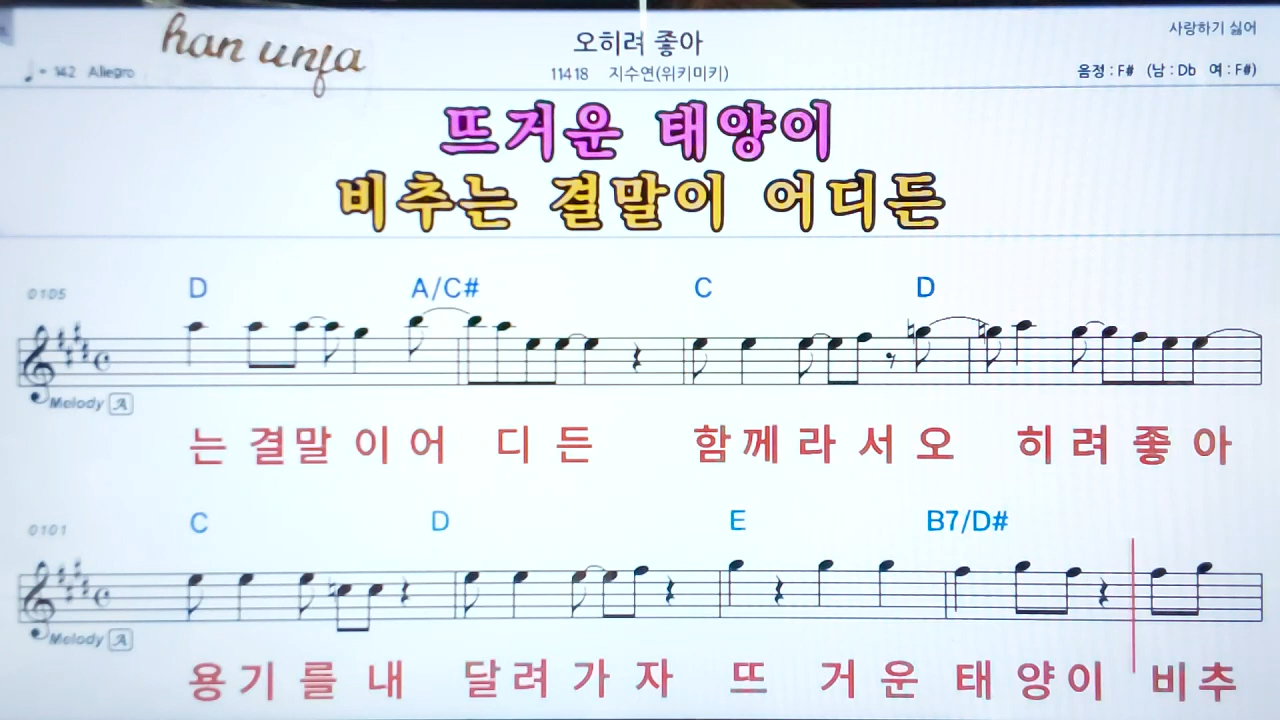 han unja
오히려 좋아
사랑하기 싫어
♩= 142 Allegro
11418 지수연(위키미키)
음정 : F# (남 : Db 여 : F#)
뜨거운 태양이
비추는 결말이 어디든
D A/C# C D
0105
Melody A
는 결말 이 어 디 든 함 께 라 서 오 히 려 좋 아
C D E B7/D#
0101
Melody A
용 기 를 내 달 려 가 자 뜨 거 운 태 양 이 비 추